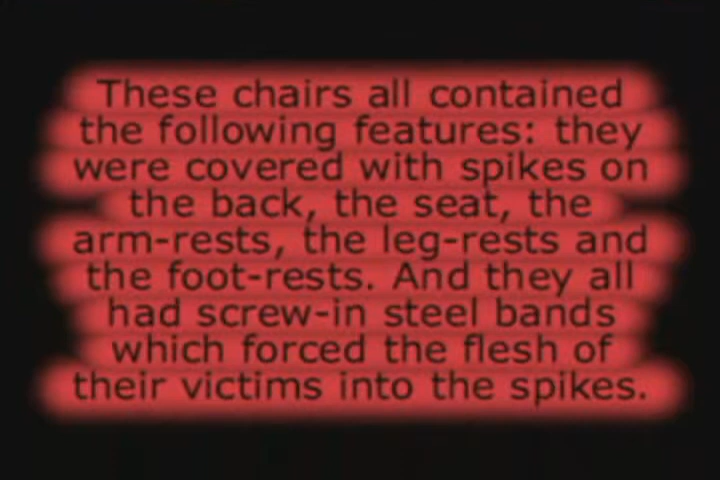 These chairs all contained
the following features: they
were covered with spikes on
the back, the seat, the
arm-rests, the leg-rests and
the foot-rests. And they all
had screw-in steel bands
which forced the flesh of
their victims into the spikes.